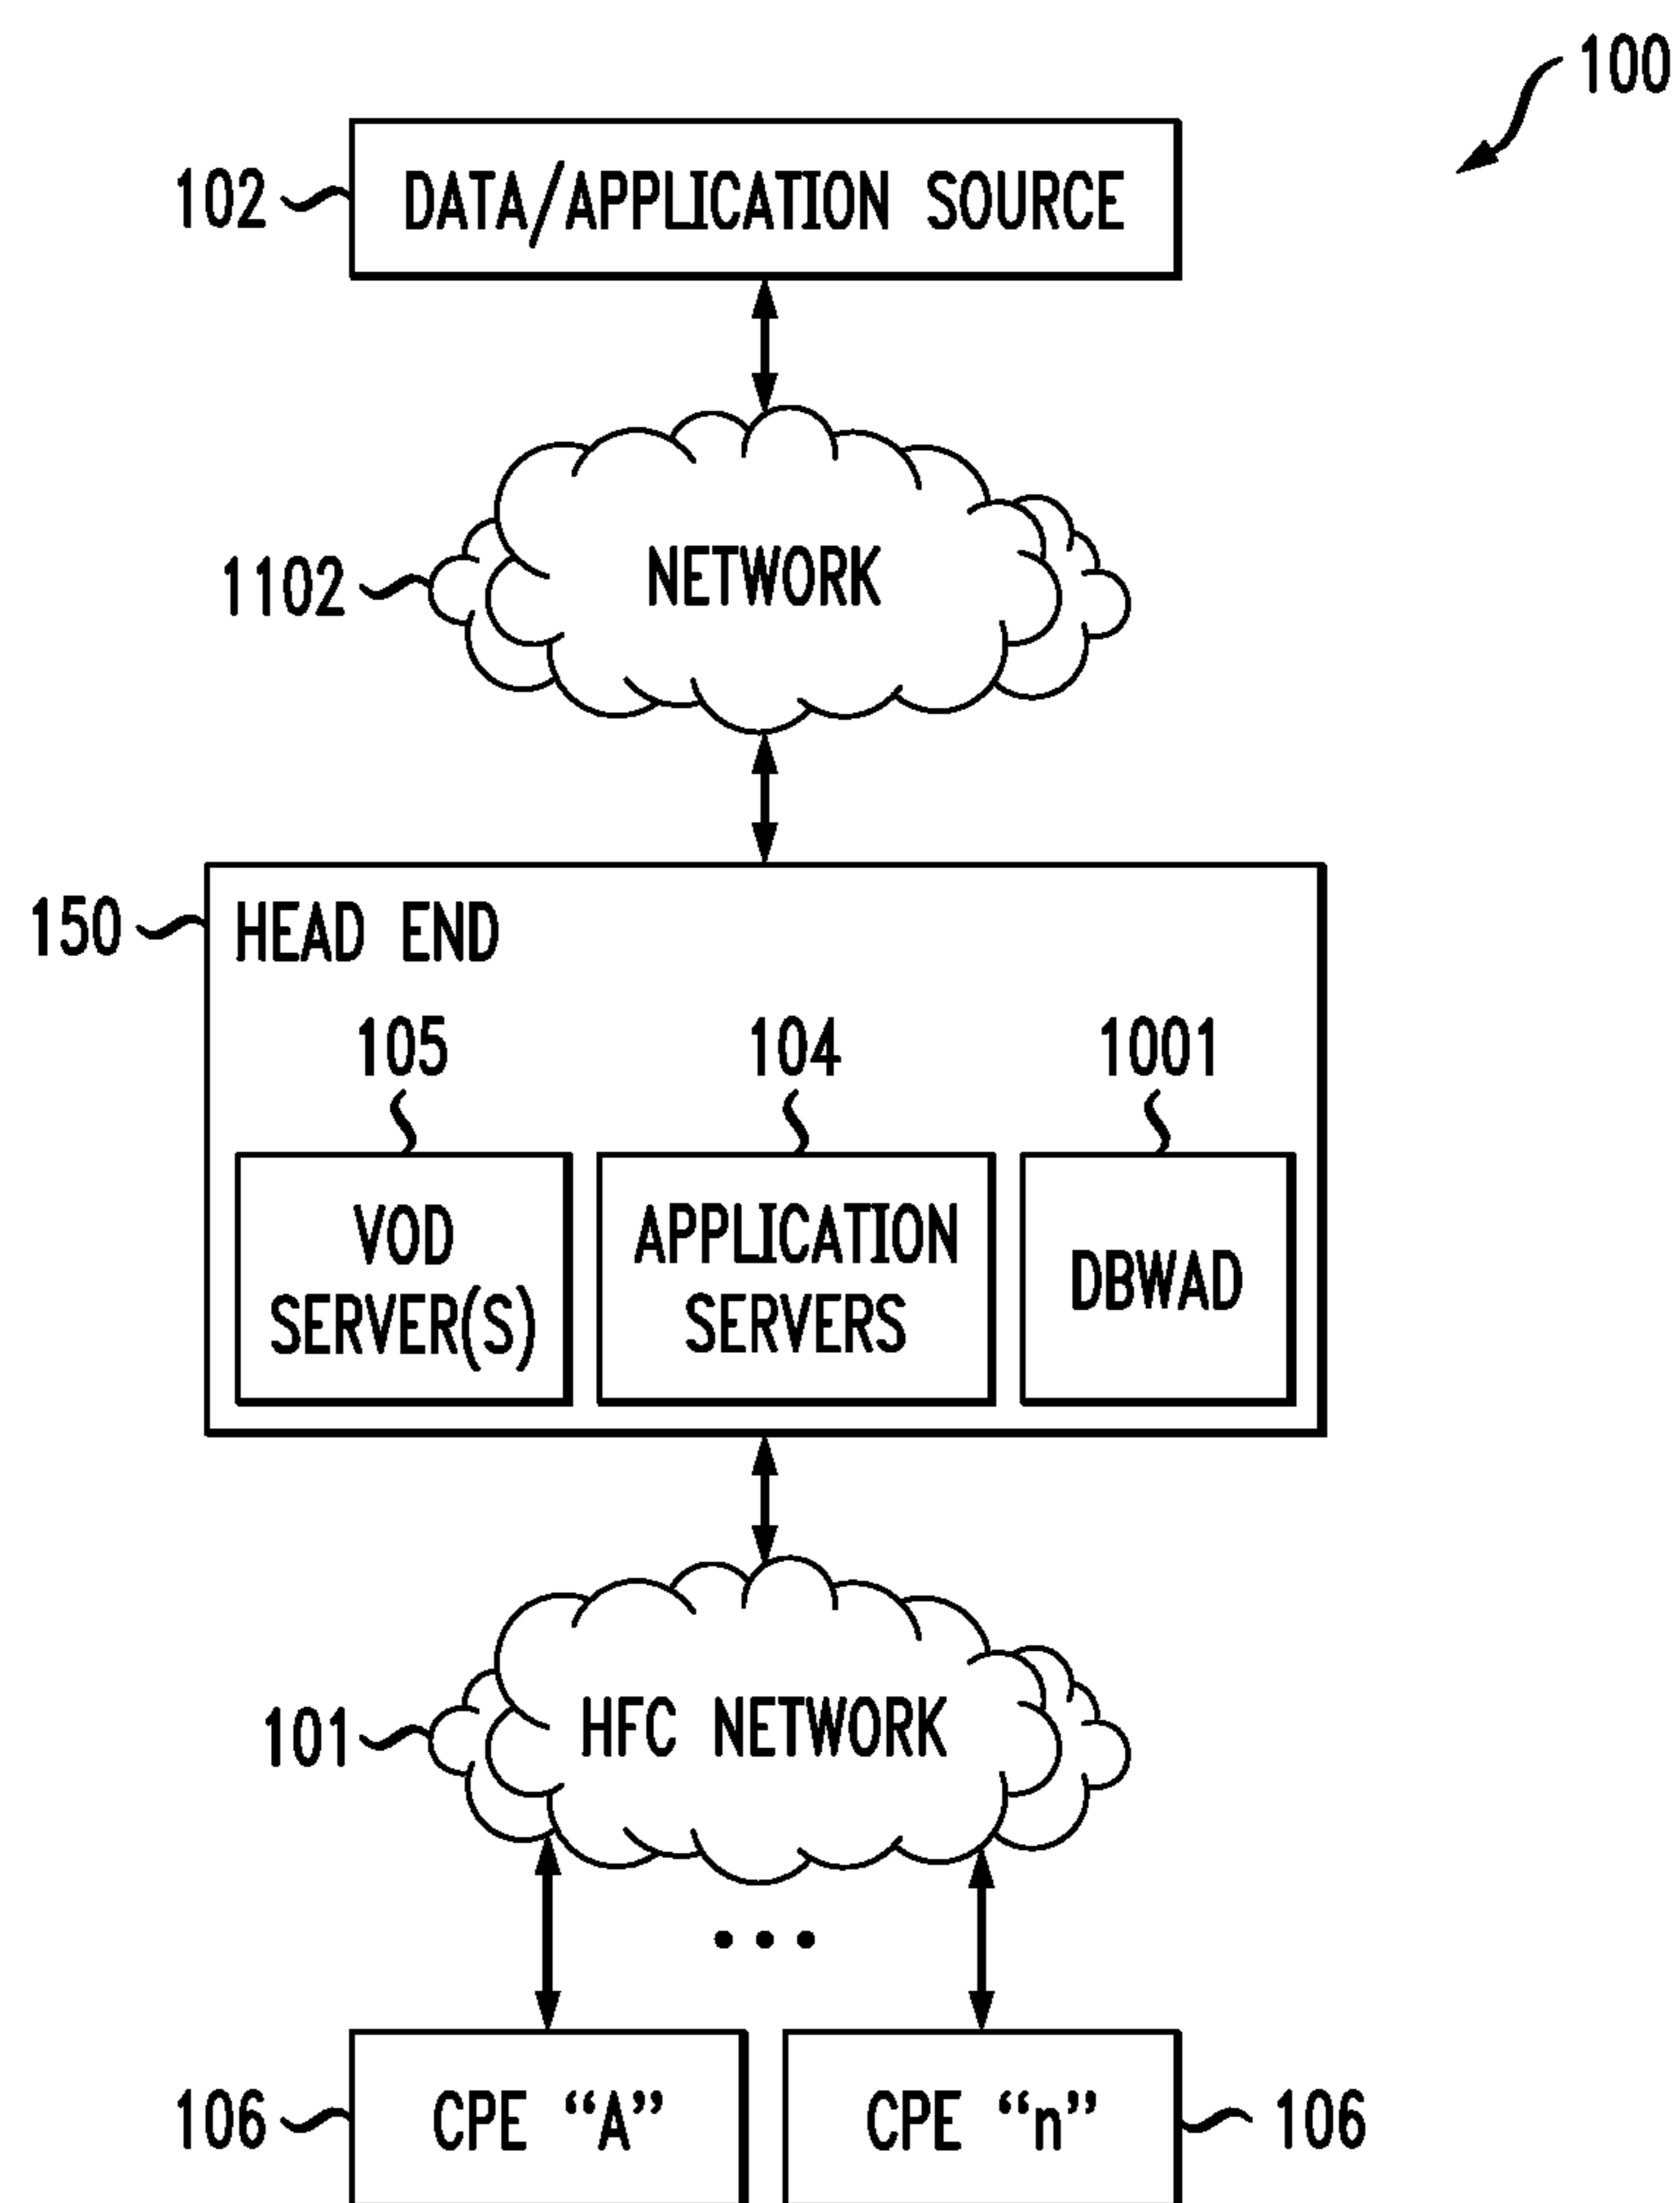 100
102
DATA/APPLICATION SOURCE
1102
NETWORK
150
HEAD END
105
104
1001
VOD
SERVER(S)
APPLICATION
SERVERS
DBWAD
101
HFC NETWORK
106
CPE “A”
CPE “n”
106